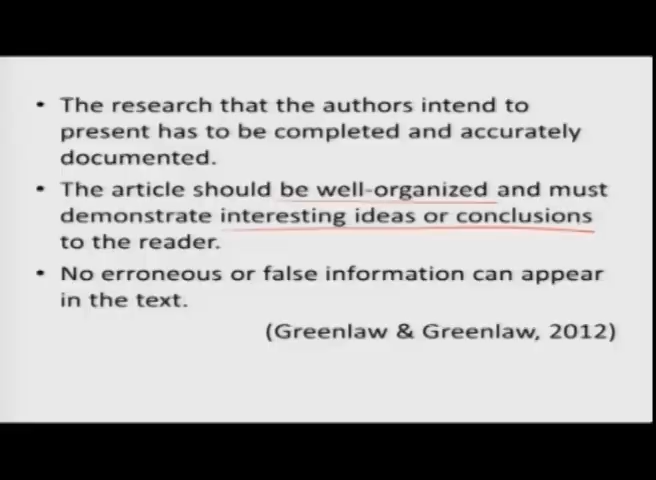 • The research that the authors intend to
present has to be completed and accurately
documented.
• The article should be well-organized and must
demonstrate interesting ideas or conclusions
to the reader.
• No erroneous or false information can appear
in the text.
(Greenlaw & Greenlaw, 2012)